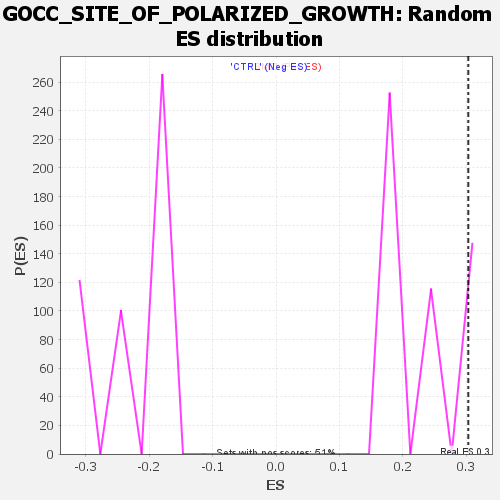 GOCC_SITE_OF_POLARIZED_GROWTH: Random
ES distribution
'CTRL' (Neg ES)
ES)
P(ES)
260
240
220
200
180
160
140
120
100
80
60
40
20
0
Sets with pos scores: 51%
Real ES 0.3
-0.3 -0.2 -0.1 0.0 0.1 0.2 0.3
ES